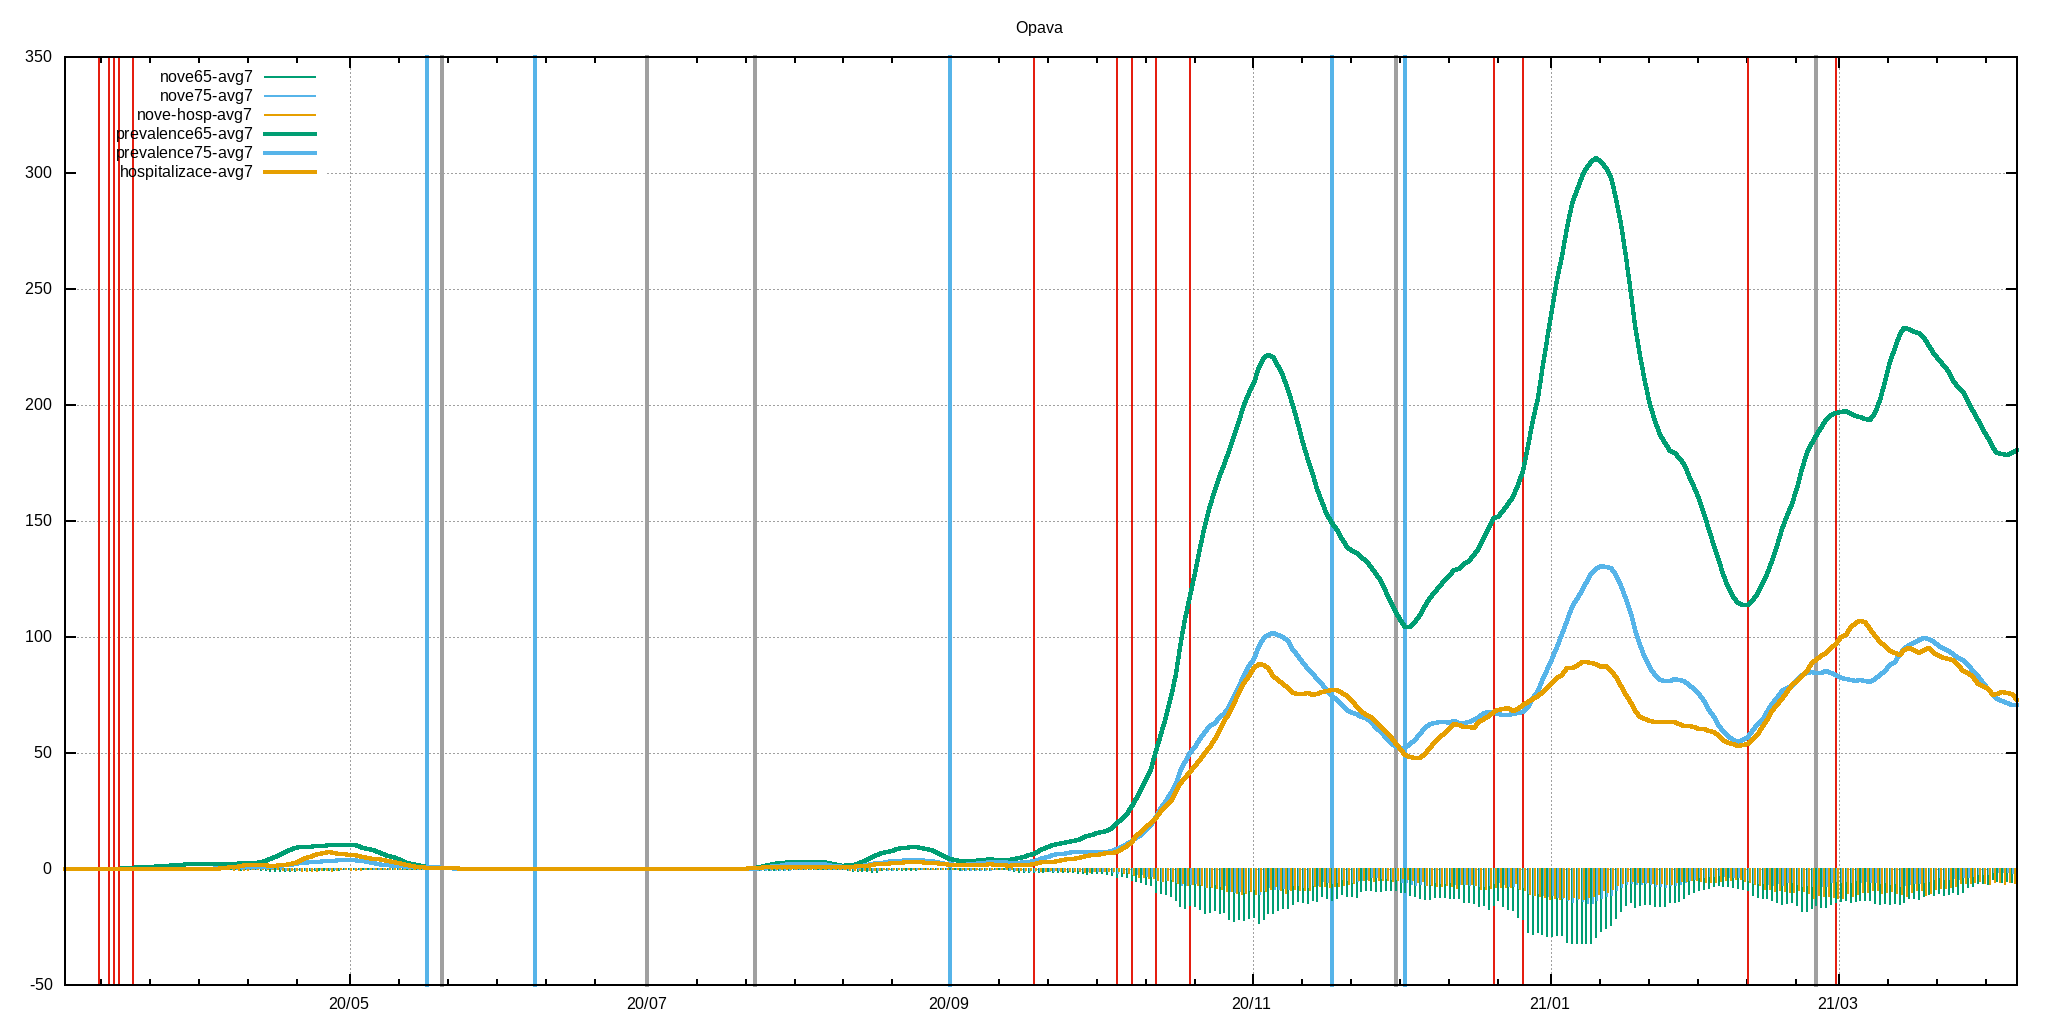 Opava
350
300
250
200
150
100
50
0
-50
nove65-avg7
nove75-avg7
nove-hosp-avg7
prevalence65-avg7
prevalence75-avg7
hospitalizace-avg7
20/05 20/07 20/09 20/11 21/01 21/03